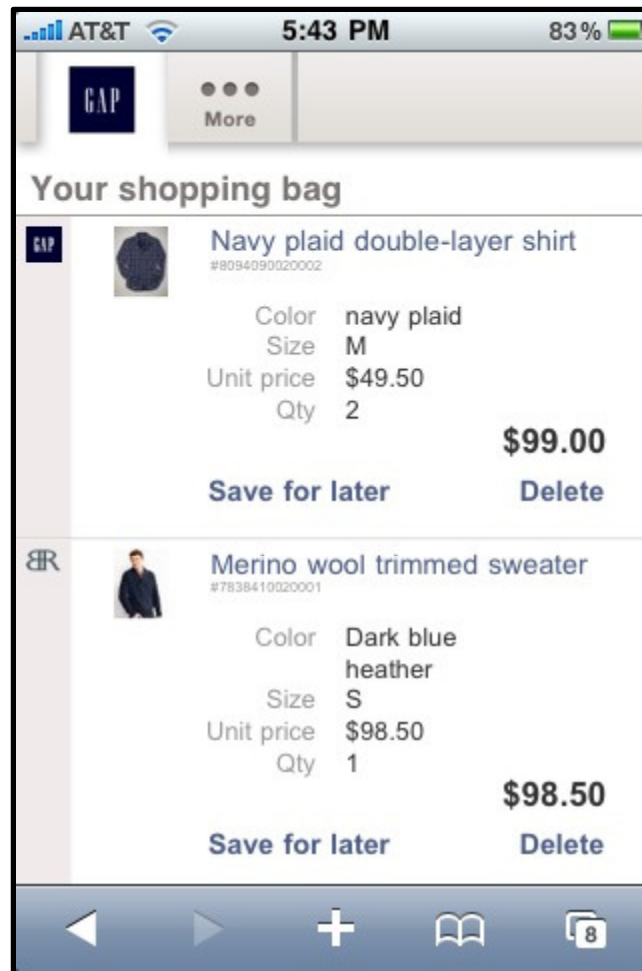 AT&T 5:43 PM 83%
GAP
More
Your shopping bag
GAP Navy plaid double-layer shirt
#8094090020002
Color navy plaid
Size M
Unit price $49.50
Qty 2
$99.00
Save for later Delete
BR Merino wool trimmed sweater
#7838410020001
Color Dark blue
heather
Size S
Unit price $98.50
Qty 1
$98.50
Save for later Delete
8